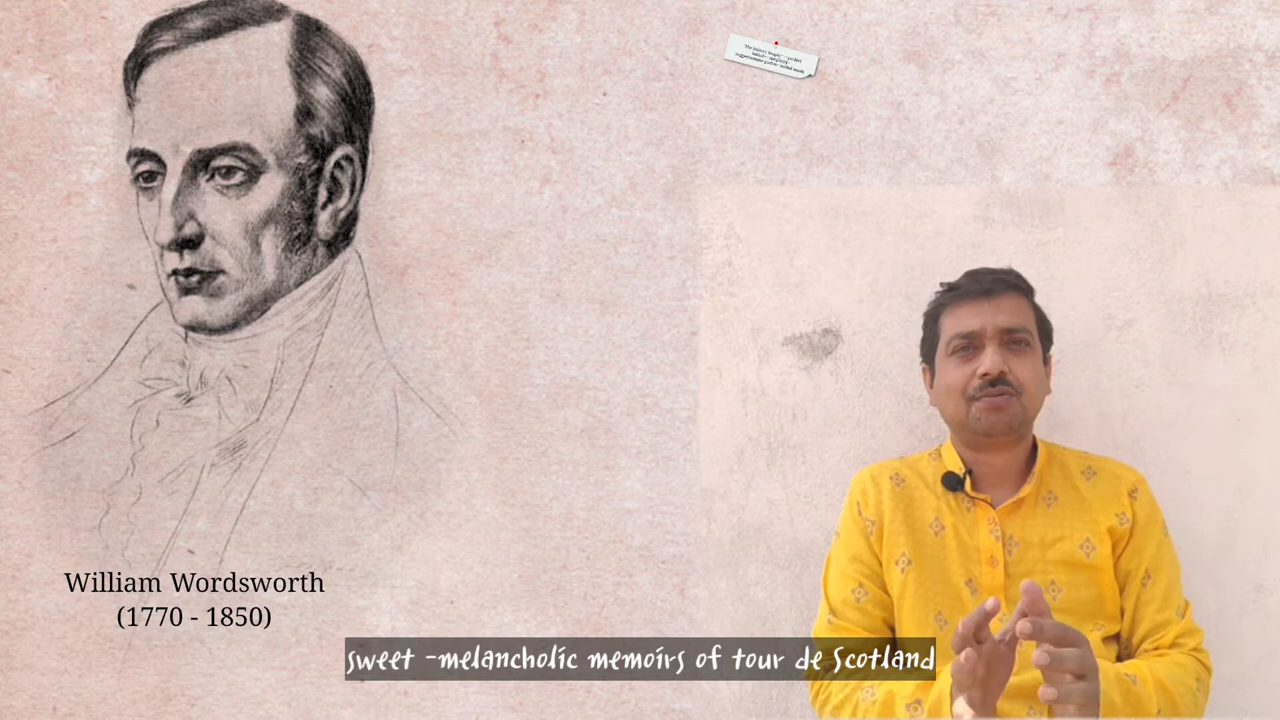 William Wordsworth
(1770 - 1850)
sweet -melancholic memoirs of tour de Scotland